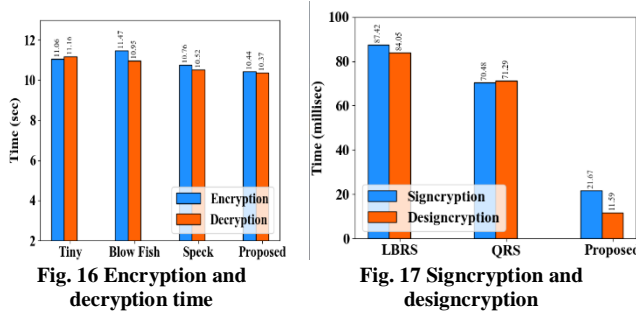 Time (sec)
12
10
8
6
4
2
11.06
11.16
11.47
10.95
10.76
10.52
10.44
10.37
Encryption
Decryption
Tiny Blow Fish Speck Proposed
Fig. 16 Encryption and
decryption time
Time (millisec)
100
80
60
40
20
0
87.42
84.05
70.48
71.29
21.67
11.59
Signcryption
Designcryption
LBRS QRS Proposed
Fig. 17 Signcryption and
designcryption